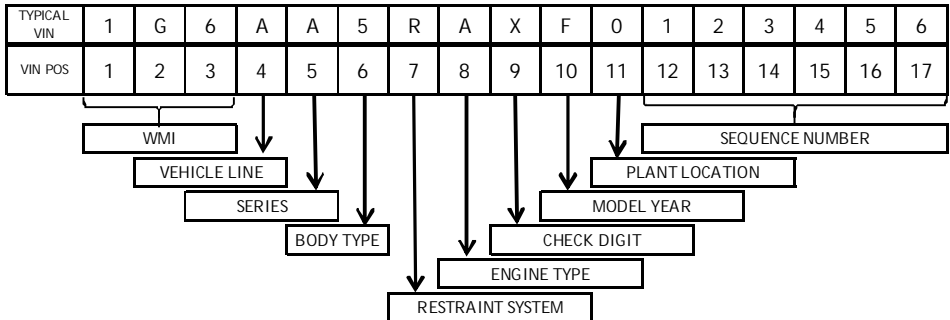 TYPICAL VIN 1 G 6 A A 5 R A X F 0 1 2 3 4 5 6
VIN POS 1 2 3 4 5 6 7 8 9 10 11 12 13 14 15 16 17
WMI SEQUENCE NUMBER
VEHICLE LINE PLANT LOCATION
SERIES MODEL YEAR
BODY TYPE CHECK DIGIT
ENGINE TYPE
RESTRAINT SYSTEM